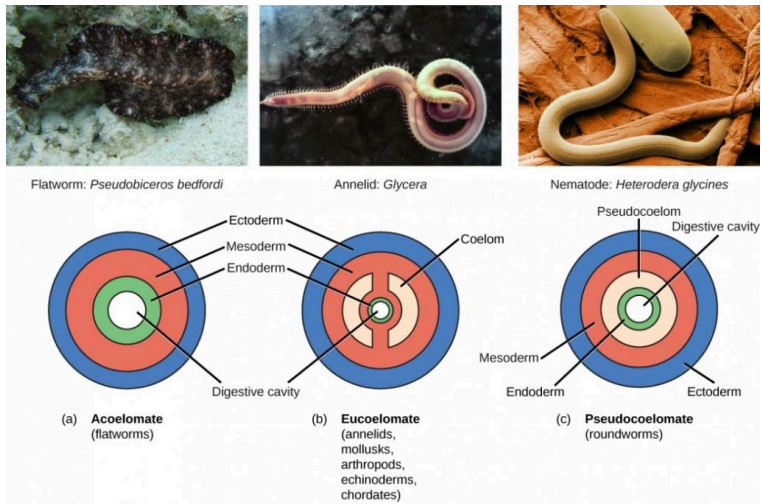 Flatworm: Pseudobiceros bedfordi
Annelid: Glycera
Nematode: Heterodera glycines
Ectoderm
Mesoderm
Endoderm
Digestive cavity
Coelom
Pseudocoelom
Digestive cavity
Mesoderm
Endoderm
Ectoderm
(a) Acoelomate
(flatworms)
(b) Eucoelomate
(annelids,
mollusks,
arthropods,
echinoderms,
chordates)
(c) Pseudocoelomate
(roundworms)